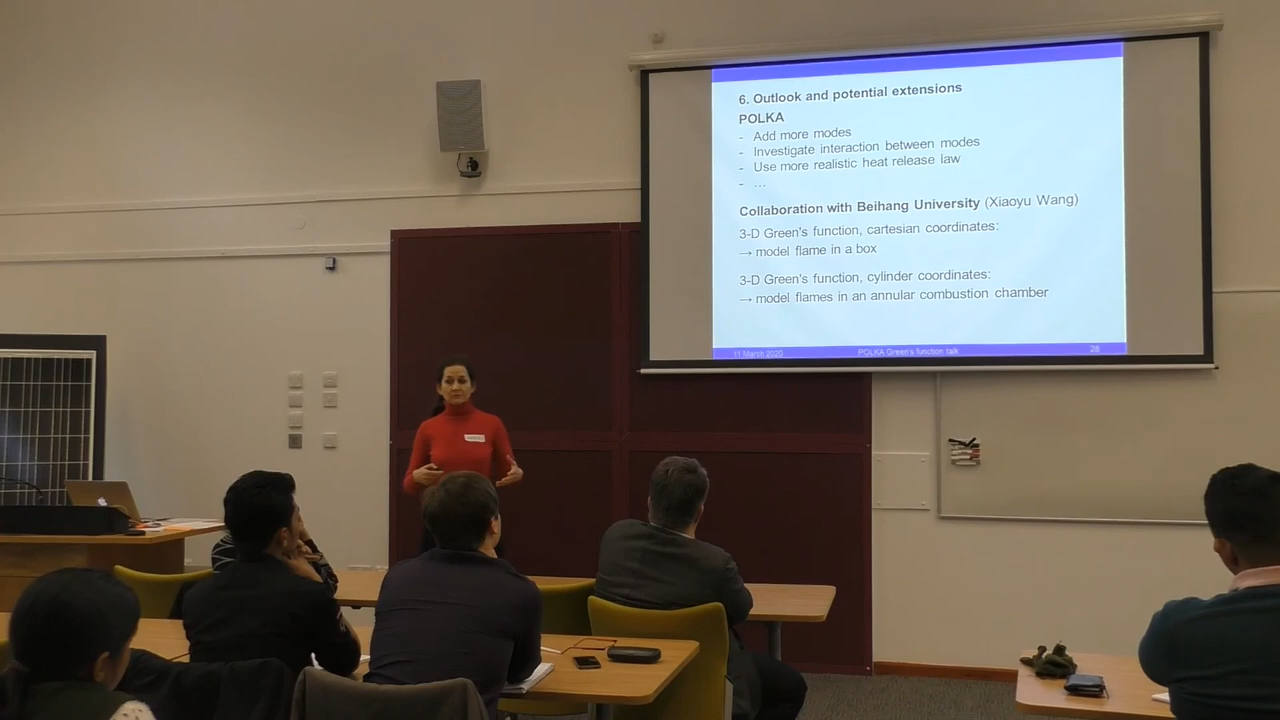 6. Outlook and potential extensions
POLKA
- Add more modes
- Investigate interaction between modes
- Use more realistic heat release law
- ...
Collaboration with Beihang University (Xiaoyu Wang)
3-D Green's function, cartesian coordinates:
→ model flame in a box
3-D Green's function, cylinder coordinates:
→ model flames in an annular combustion chamber
11 March 2020 POLKA Green's function talk 28